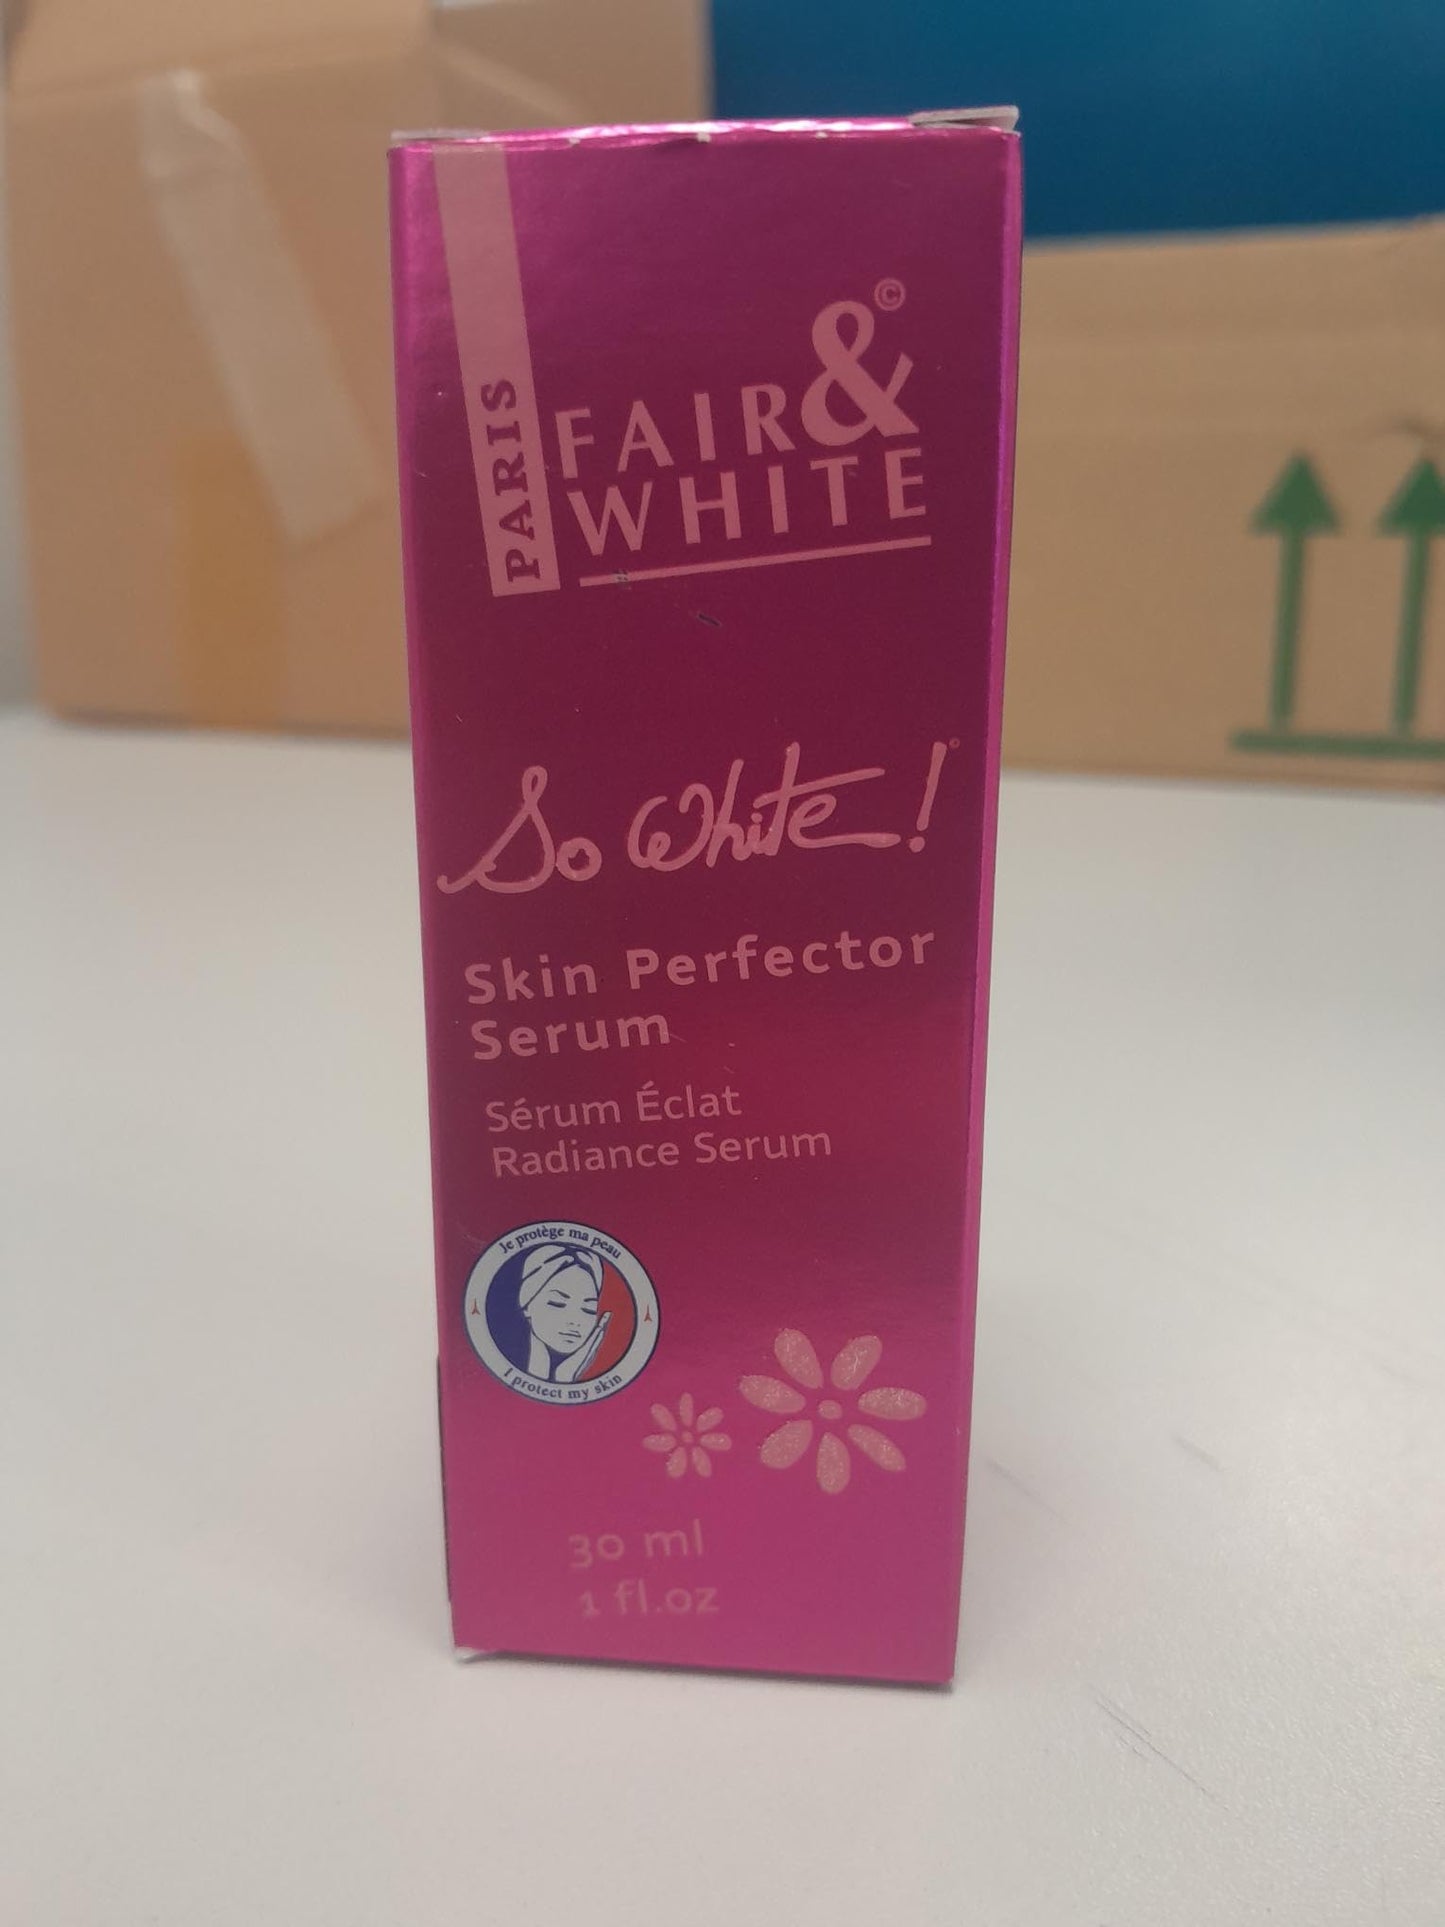 PARIS
FAIR &©
WHITE
So White!
Skin Perfector
Serum
Sérum Éclat
Radiance Serum
Je protège ma peau
I protect my skin
30 ml
1 fl.oz